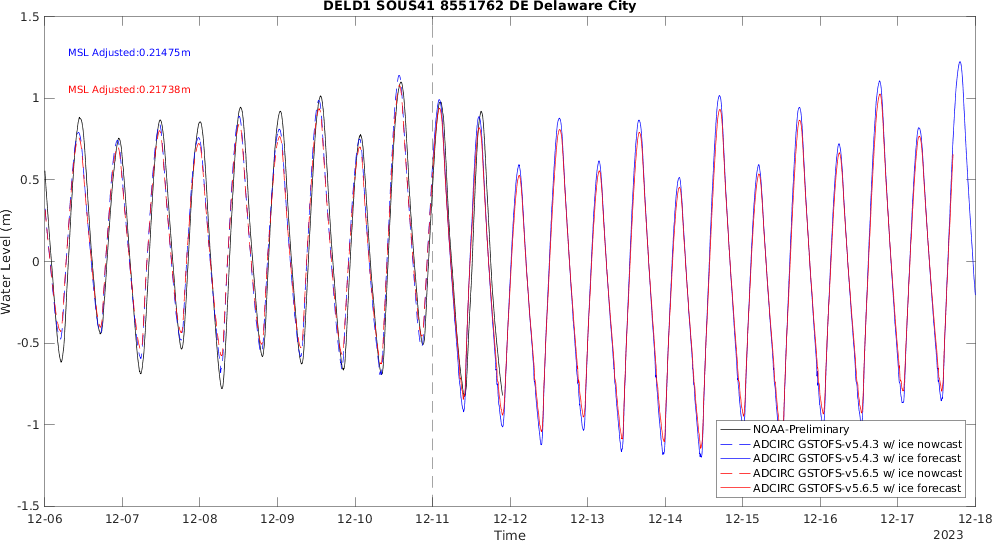 DELD1 SOUS41 8551762 DE Delaware City
1.5
1
0.5
0
-0.5
-1
-1.5
Water Level (m)
MSL Adjusted:0.21475m
MSL Adjusted:0.21738m
NOAA-Preliminary
ADCIRC GSTOFS-v5.4.3 w/ ice nowcast
ADCIRC GSTOFS-v5.4.3 w/ ice forecast
ADCIRC GSTOFS-v5.6.5 w/ ice nowcast
ADCIRC GSTOFS-v5.6.5 w/ ice forecast
12-06 12-07 12-08 12-09 12-10 12-11 12-12 12-13 12-14 12-15 12-16 12-17 12-18
Time
2023